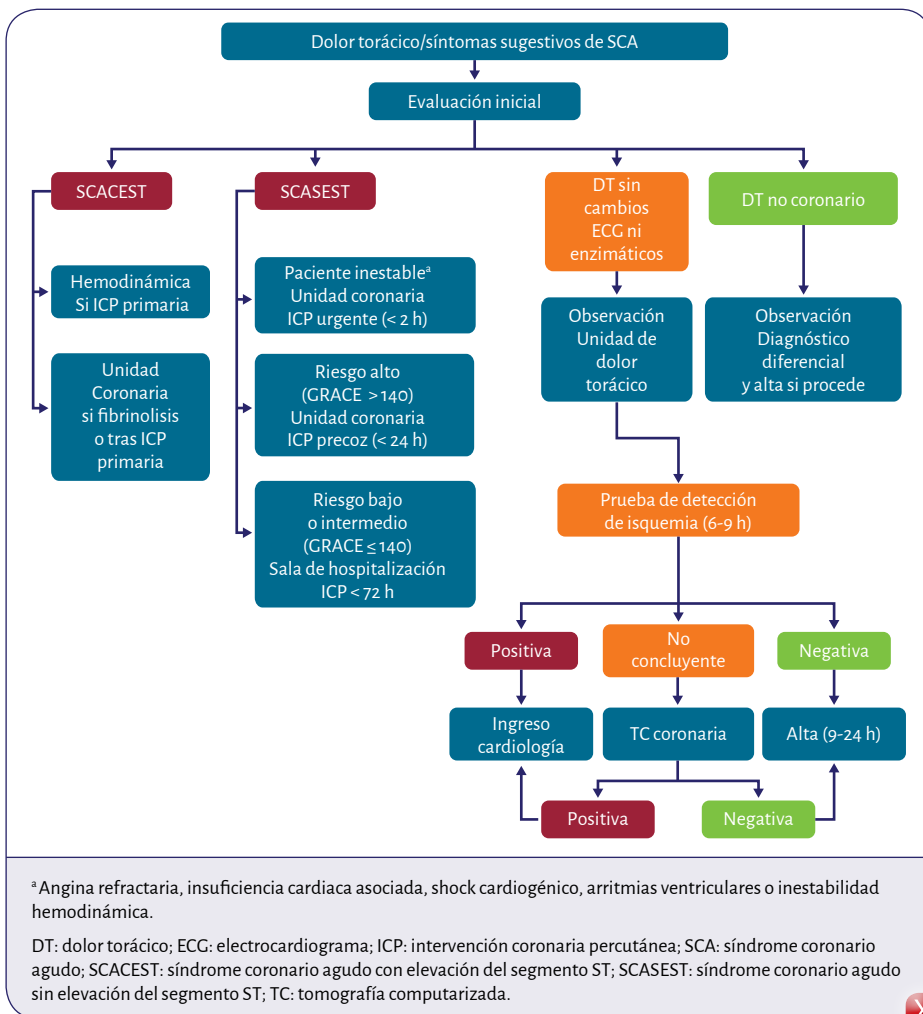 Dolor torácico/síntomas sugestivos de SCA
Evaluación inicial
SCACEST
Hemodinámica
Si ICP primaria
Unidad
Coronaria
si fibrinolisis
o tras ICP
primaria
SCASEST
Paciente inestableᵃ
Unidad coronaria
ICP urgente (< 2 h)
Riesgo alto
(GRACE > 140)
Unidad coronaria
ICP precoz (< 24 h)
Riesgo bajo
o intermedio
(GRACE ≤ 140)
Sala de hospitalización
ICP < 72 h
DT sin
cambios
ECG ni
enzimáticos
Observación
Unidad de
dolor
torácico
DT no coronario
Observación
Diagnóstico
diferencial
y alta si procede
Prueba de detección
de isquemia (6-9 h)
Positiva
No
concluyente
Negativa
Ingreso
cardiología
TC coronaria
Alta (9-24 h)
Positiva
Negativa
ᵃ Angina refractaria, insuficiencia cardiaca asociada, shock cardiogénico, arritmias ventriculares o inestabilidad
hemodinámica.
DT: dolor torácico; ECG: electrocardiograma; ICP: intervención coronaria percutánea; SCA: síndrome coronario
agudo; SCACEST: síndrome coronario agudo con elevación del segmento ST; SCASEST: síndrome coronario agudo
sin elevación del segmento ST; TC: tomografía computarizada.